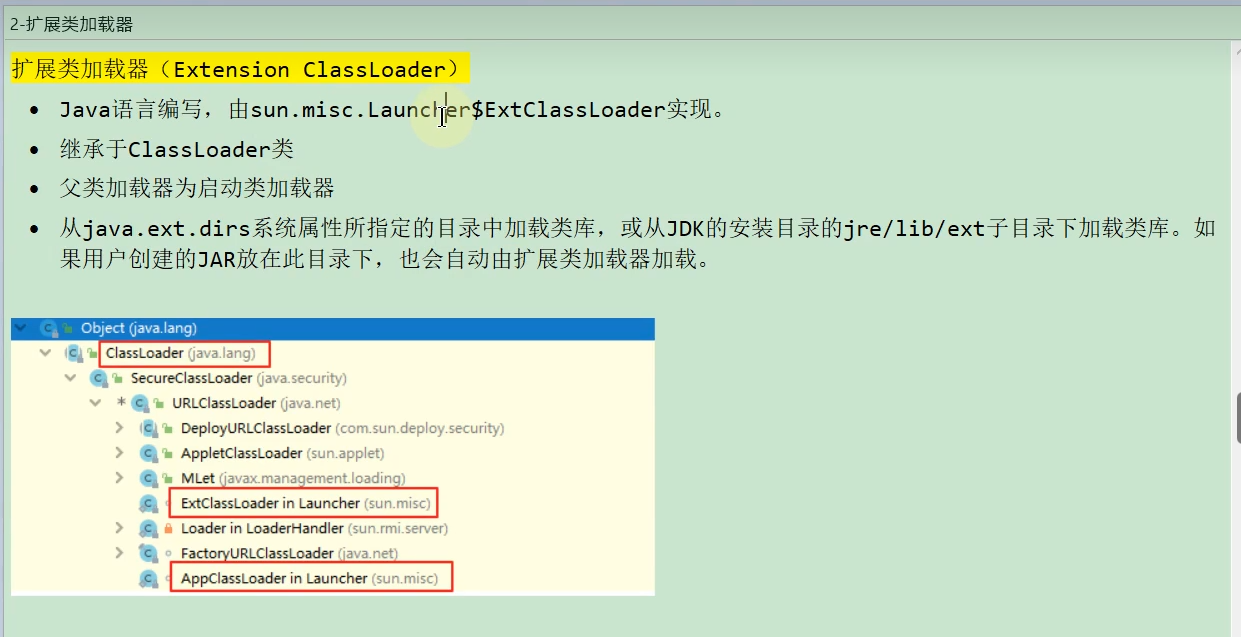 2-扩展类加载器
扩展类加载器（Extension ClassLoader）
• Java语言编写，由sun.misc.Launcher$ExtClassLoader实现。
• 继承于ClassLoader类
• 父类加载器为启动类加载器
• 从java.ext.dirs系统属性所指定的目录中加载类库，或从JDK的安装目录的jre/lib/ext子目录下加载类库。如
果用户创建的JAR放在此目录下，也会自动由扩展类加载器加载。
Object (java.lang)
ClassLoader (java.lang)
SecureClassLoader (java.security)
* URLClassLoader (java.net)
DeployURLClassLoader (com.sun.deploy.security)
AppletClassLoader (sun.applet)
MLet (javax.management.loading)
ExtClassLoader in Launcher (sun.misc)
Loader in LoaderHandler (sun.rmi.server)
FactoryURLClassLoader (java.net)
AppClassLoader in Launcher (sun.misc)